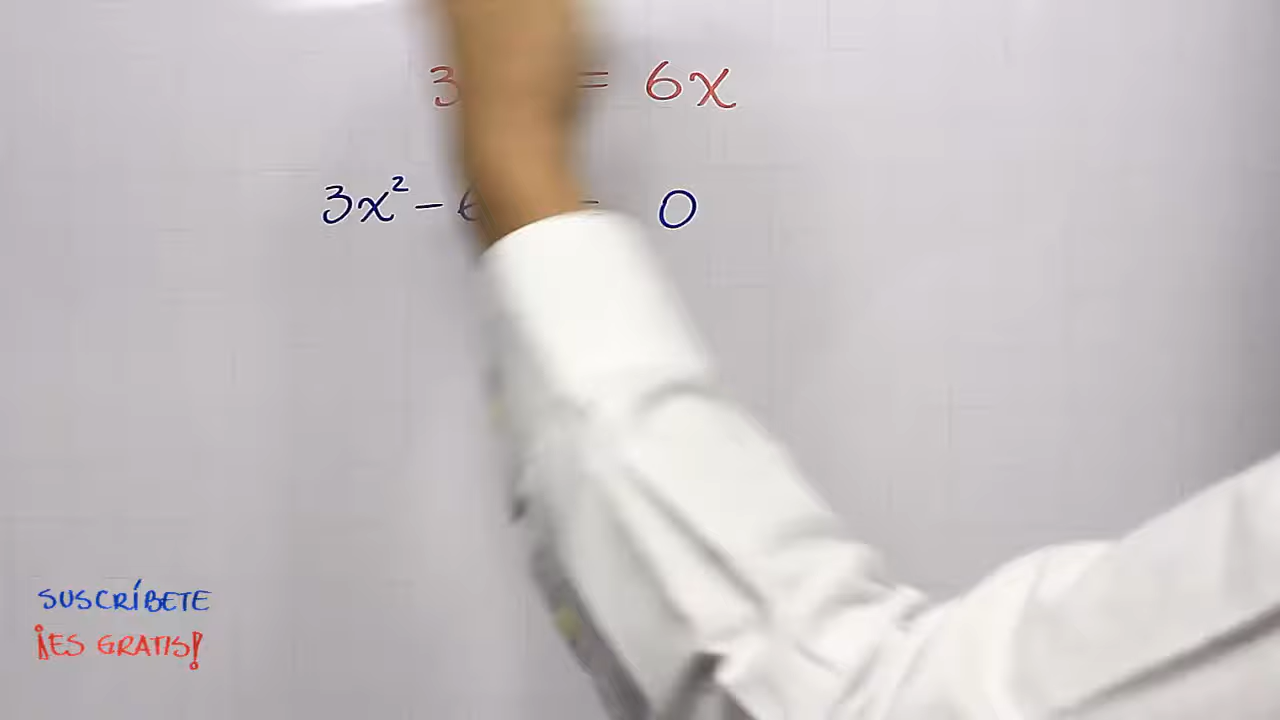 3 = 6x
3x² - 6 = 0
SUSCRÍBETE
¡ES GRATIS!